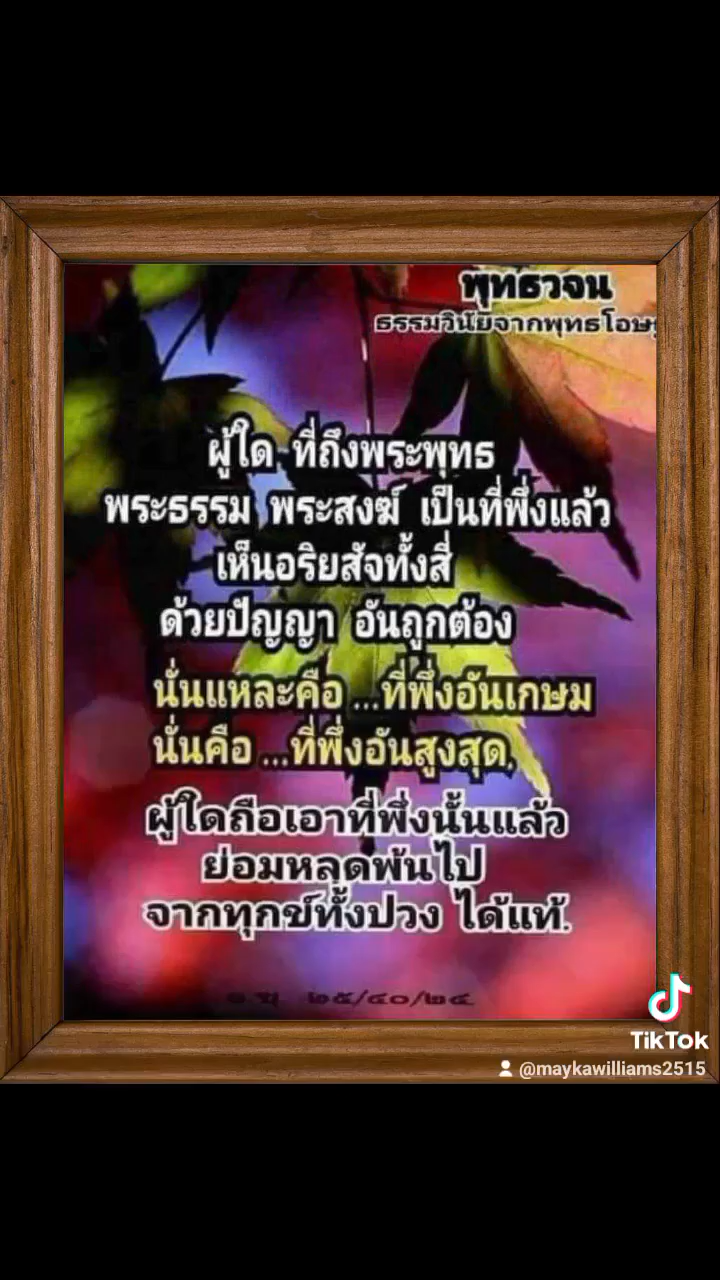 พุทธวจน
ธรรมวินัยจากพุทธโอษ
ผู้ใด ที่ถึงพระพุทธ
พระธรรม พระสงฆ์ เป็นที่พึ่งแล้ว
เห็นอริยสัจทั้งสี่
ด้วยปัญญา อันถูกต้อง
นั่นแหละคือ ...ที่พึ่งอันเกษม
นั่นคือ ...ที่พึ่งอันสูงสุด,
ผู้ใดถือเอาที่พึ่งนั้นแล้ว
ย่อมหลุดพ้นไป
จากทุกข์ทั้งปวง ได้แท้.
๒๕/๔๐/๒๔
TikTok
@maykawilliams2515